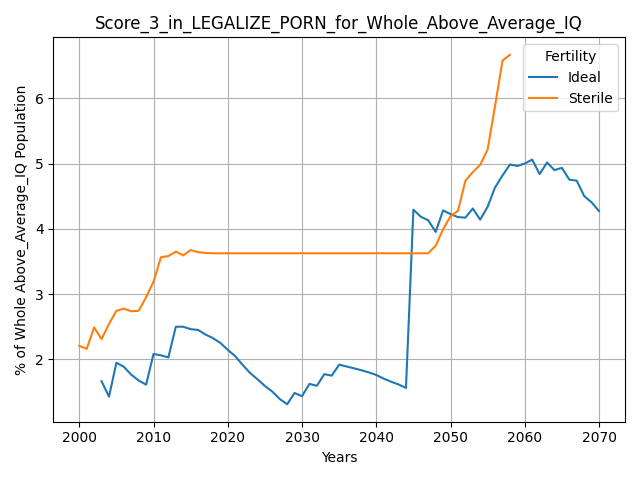 Score_3_in_LEGALIZE_PORN_for_Whole_Above_Average_IQ
% of Whole Above_Average_IQ Population
6
5
4
3
2
Fertility
Ideal
Sterile
2000 2010 2020 2030 2040 2050 2060 2070
Years